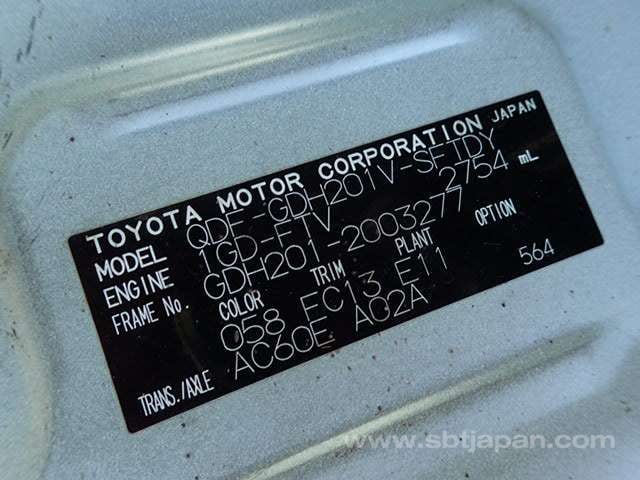 TOYOTA MOTOR CORPORATION JAPAN
MODEL QDF-GDH201V-SFTDY
ENGINE 1GD-FTV 2754 mL
FRAME No. GDH201-2003277
COLOR TRIM PLANT OPTION
058 FC13 E11 564
TRANS./AXLE AC60E A02A
www.sbtjapan.com